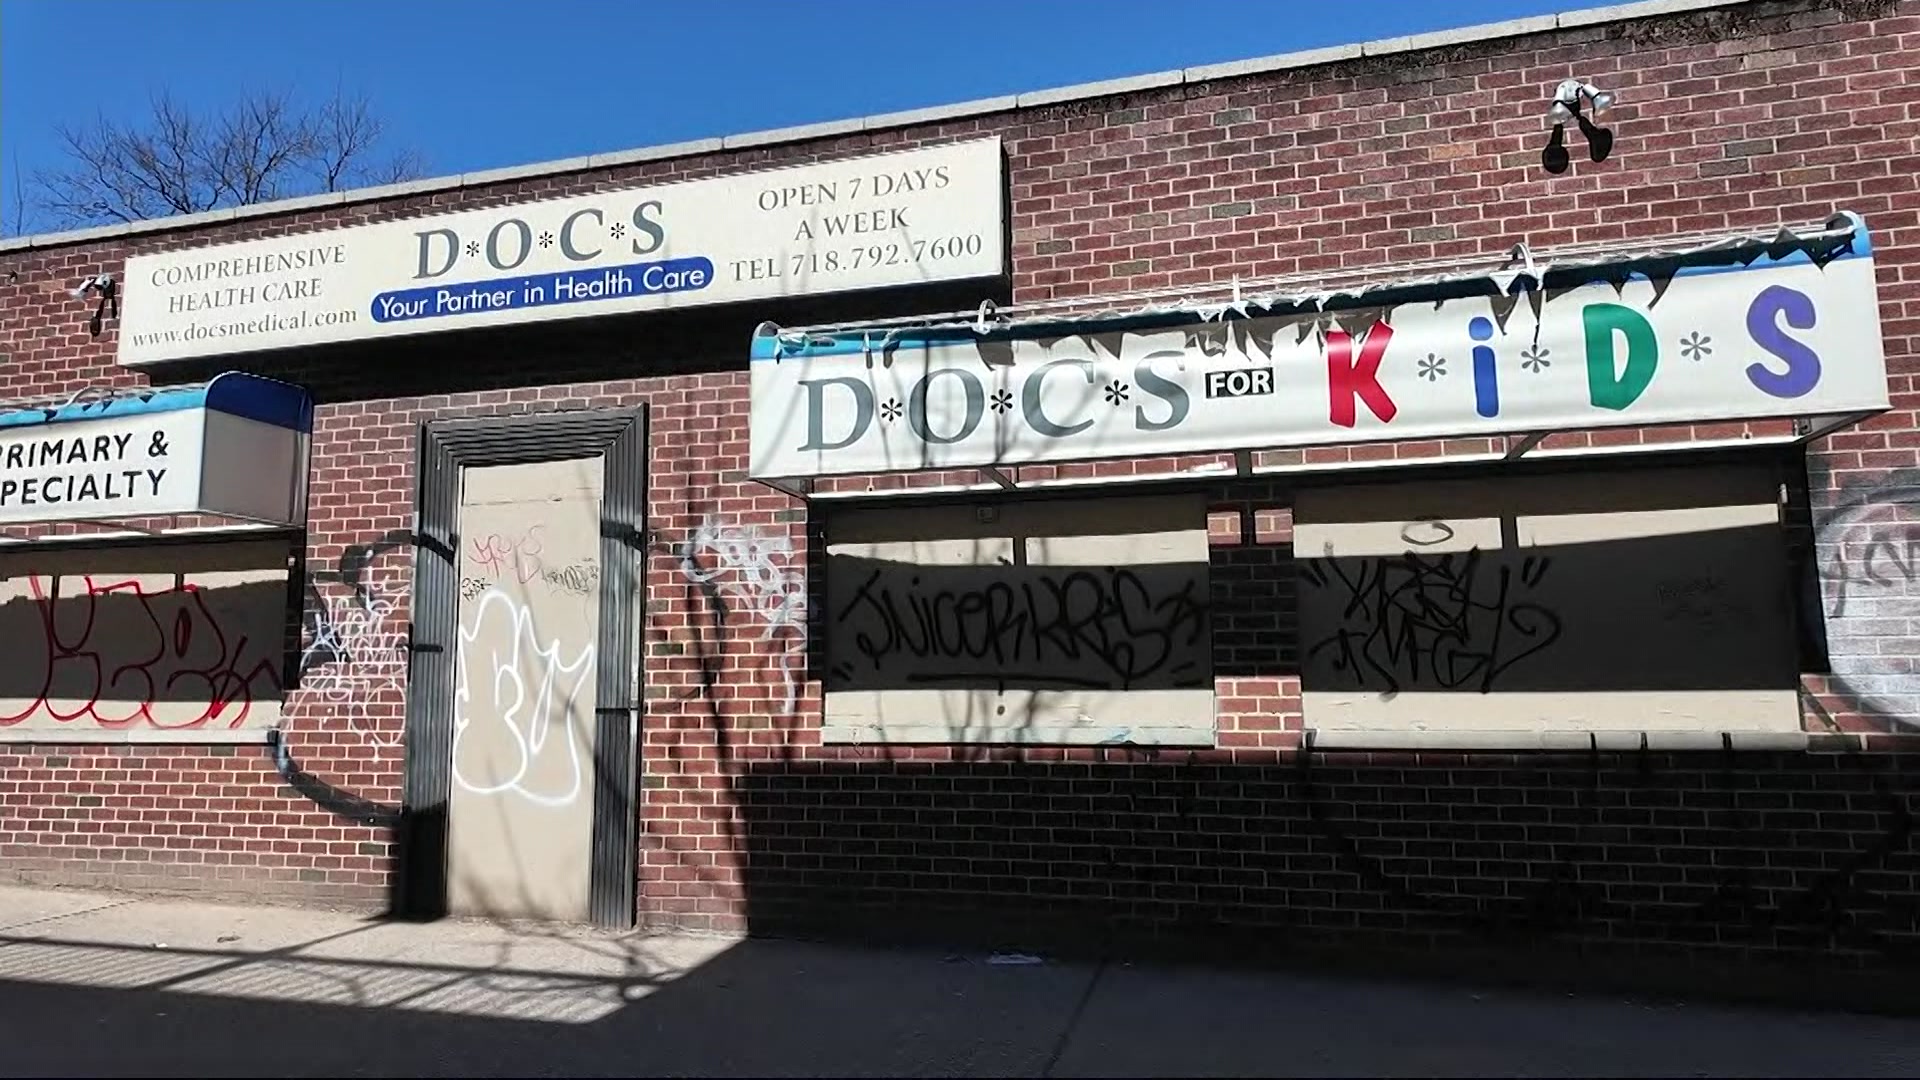 COMPREHENSIVE
HEALTH CARE
www.docsmedical.com
D*O*C*S
Your Partner in Health Care
OPEN 7 DAYS
A WEEK
TEL 718.792.7600
PRIMARY &
SPECIALTY
D*O*C*S FOR K*i*D*S